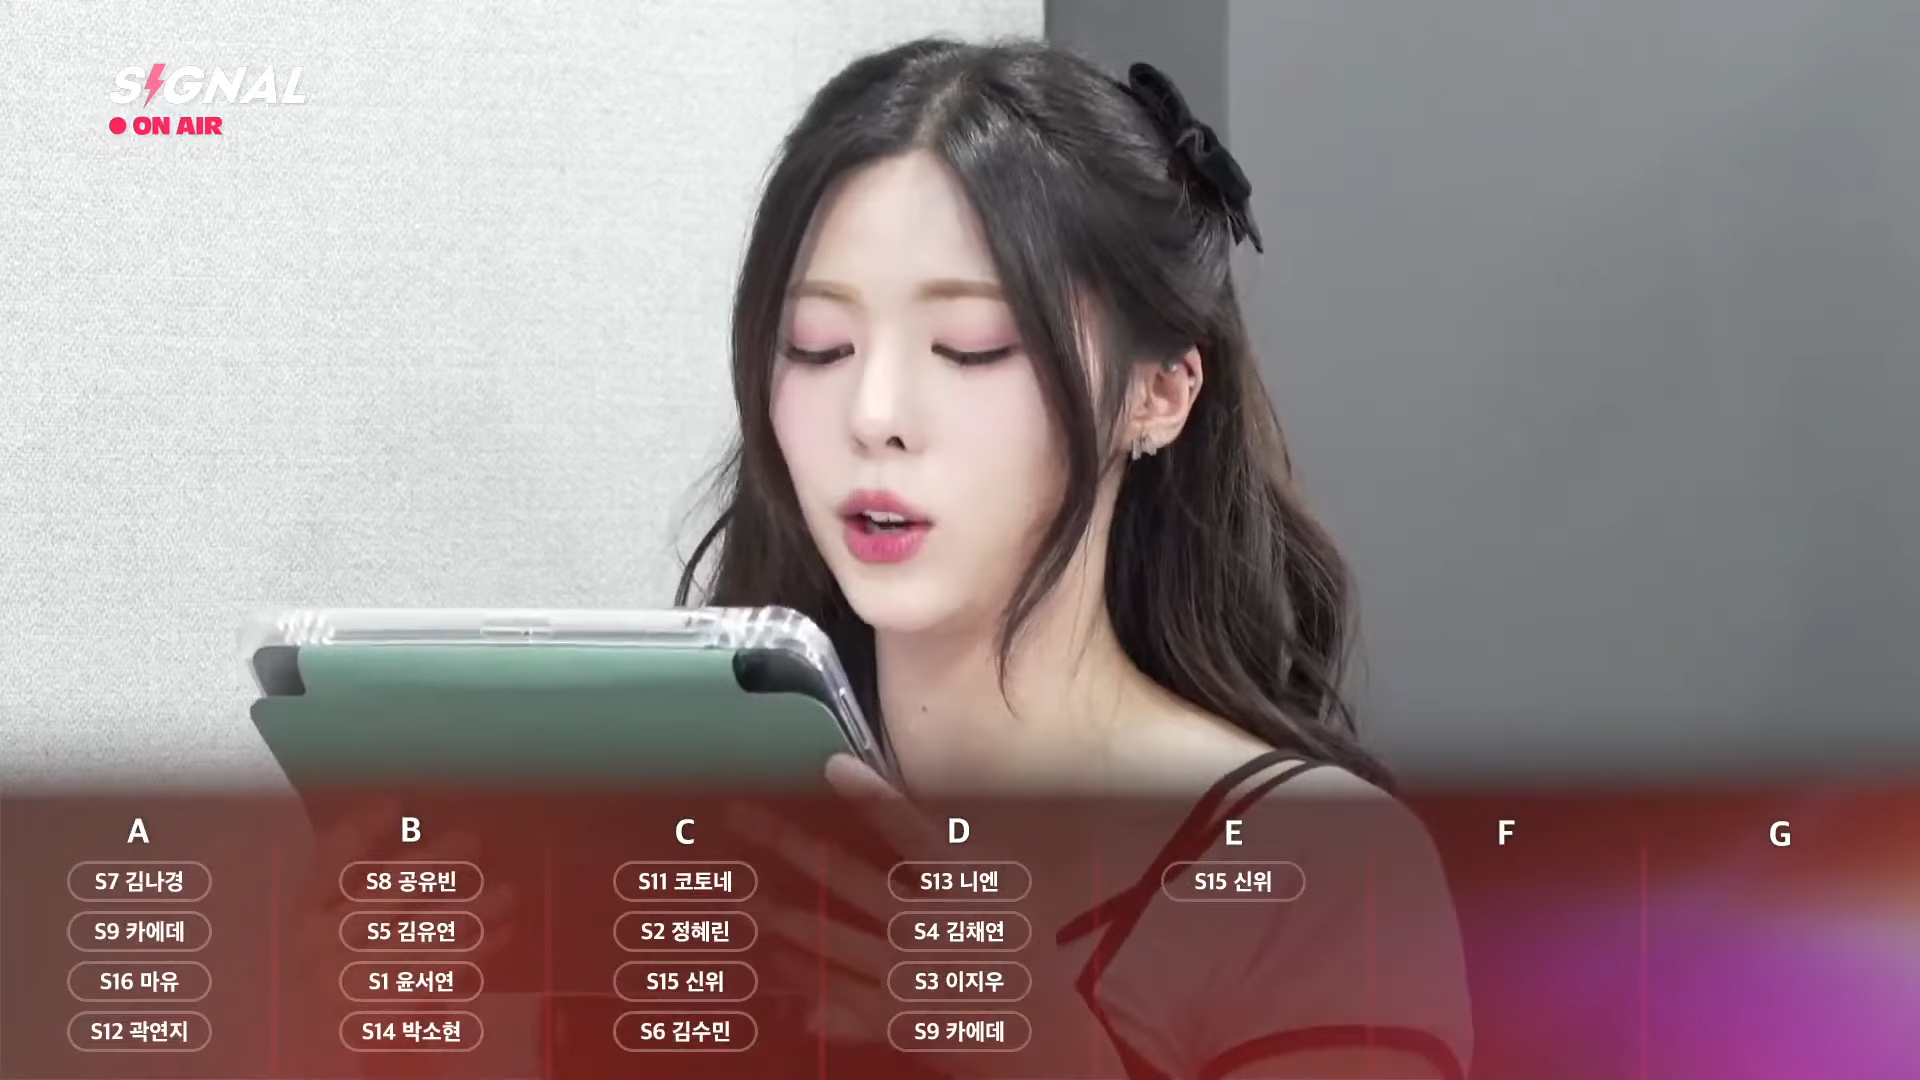 SIGNAL
ON AIR
A B C D E F G
S7 김나경 S8 공유빈 S11 코토네 S13 니엔 S15 신위
S9 카에데 S5 김유연 S2 정혜린 S4 김채연
S16 마유 S1 윤서연 S15 신위 S3 이지우
S12 곽연지 S14 박소현 S6 김수민 S9 카에데